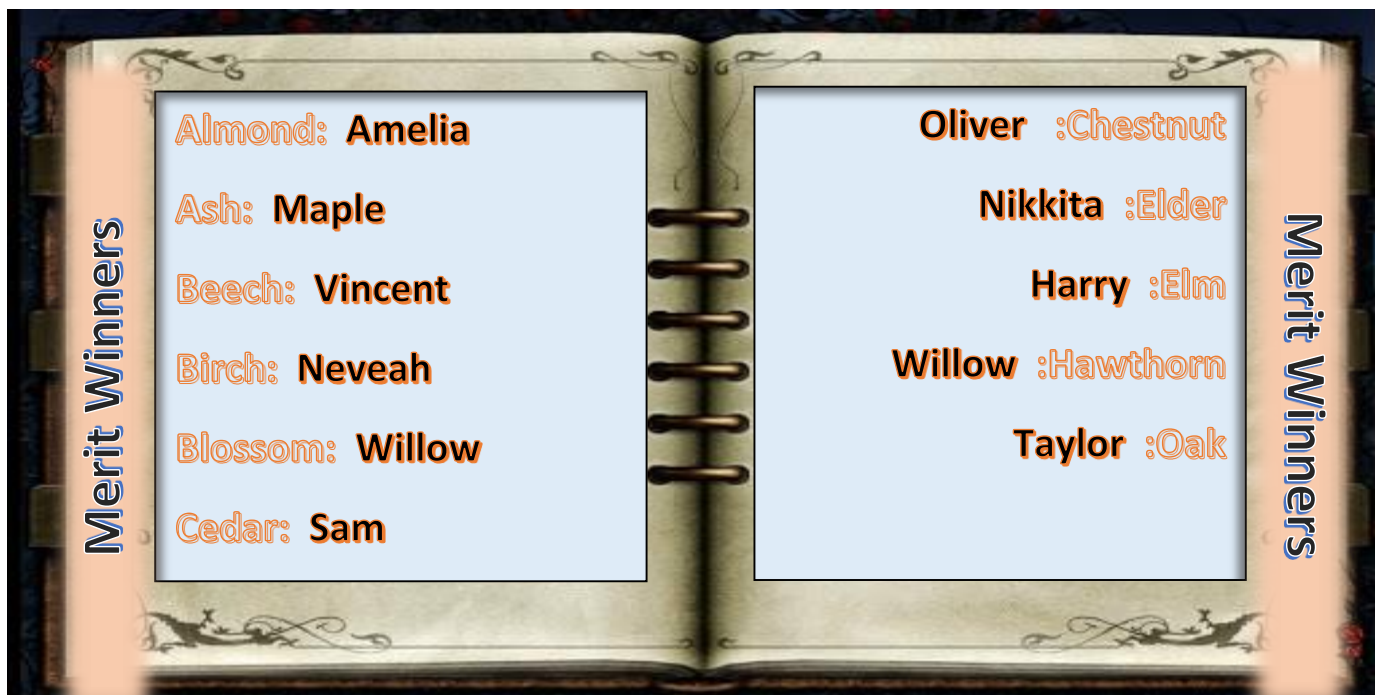 Merit Winners
Almond: Amelia
Ash: Maple
Beech: Vincent
Birch: Neveah
Blossom: Willow
Cedar: Sam
Oliver :Chestnut
Nikkita :Elder
Harry :Elm
Willow :Hawthorn
Taylor :Oak
Merit Winners